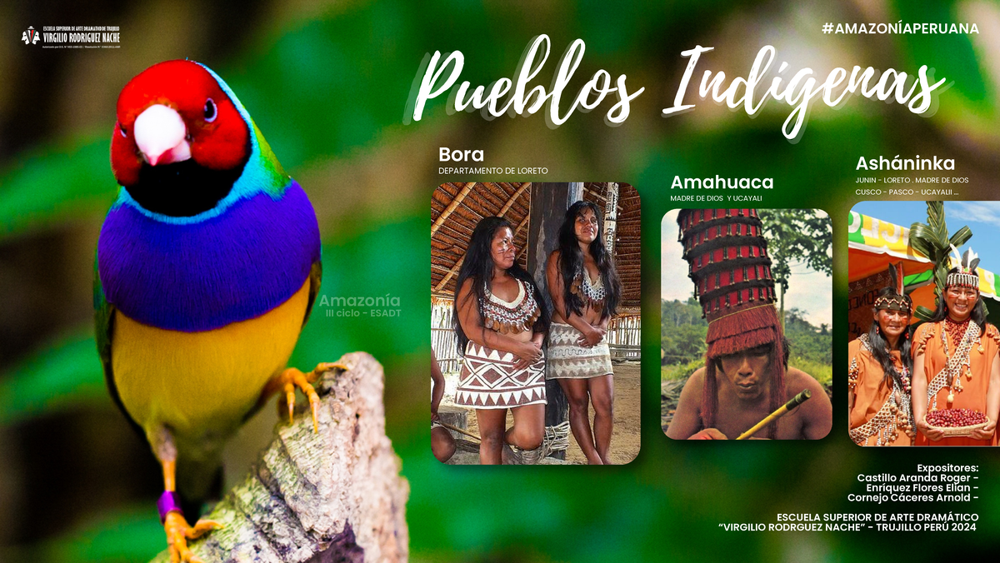 ESCUELA SUPERIOR DE ARTE DRAMATIVO DE TRUJILLO
VIRGILIO RODRIGUEZ NACHE
#AMAZONÍAPERUANA
Pueblos Indígenas
Bora
DEPARTAMENTO DE LORETO
Amahuaca
MADRE DE DIOS Y UCAYALI
Asháninka
JUNIN - LORETO . MADRE DE DIOS
CUSCO - PASCO - UCAYALII ...
Amazonía
III ciclo - ESADT
Expositores:
Castillo Aranda Roger -
Enríquez Flores Elian -
Cornejo Cáceres Arnold -
ESCUELA SUPERIOR DE ARTE DRAMÁTICO
“VIRGILIO RODRGUEZ NACHE” - TRUJILLO PERÚ 2024